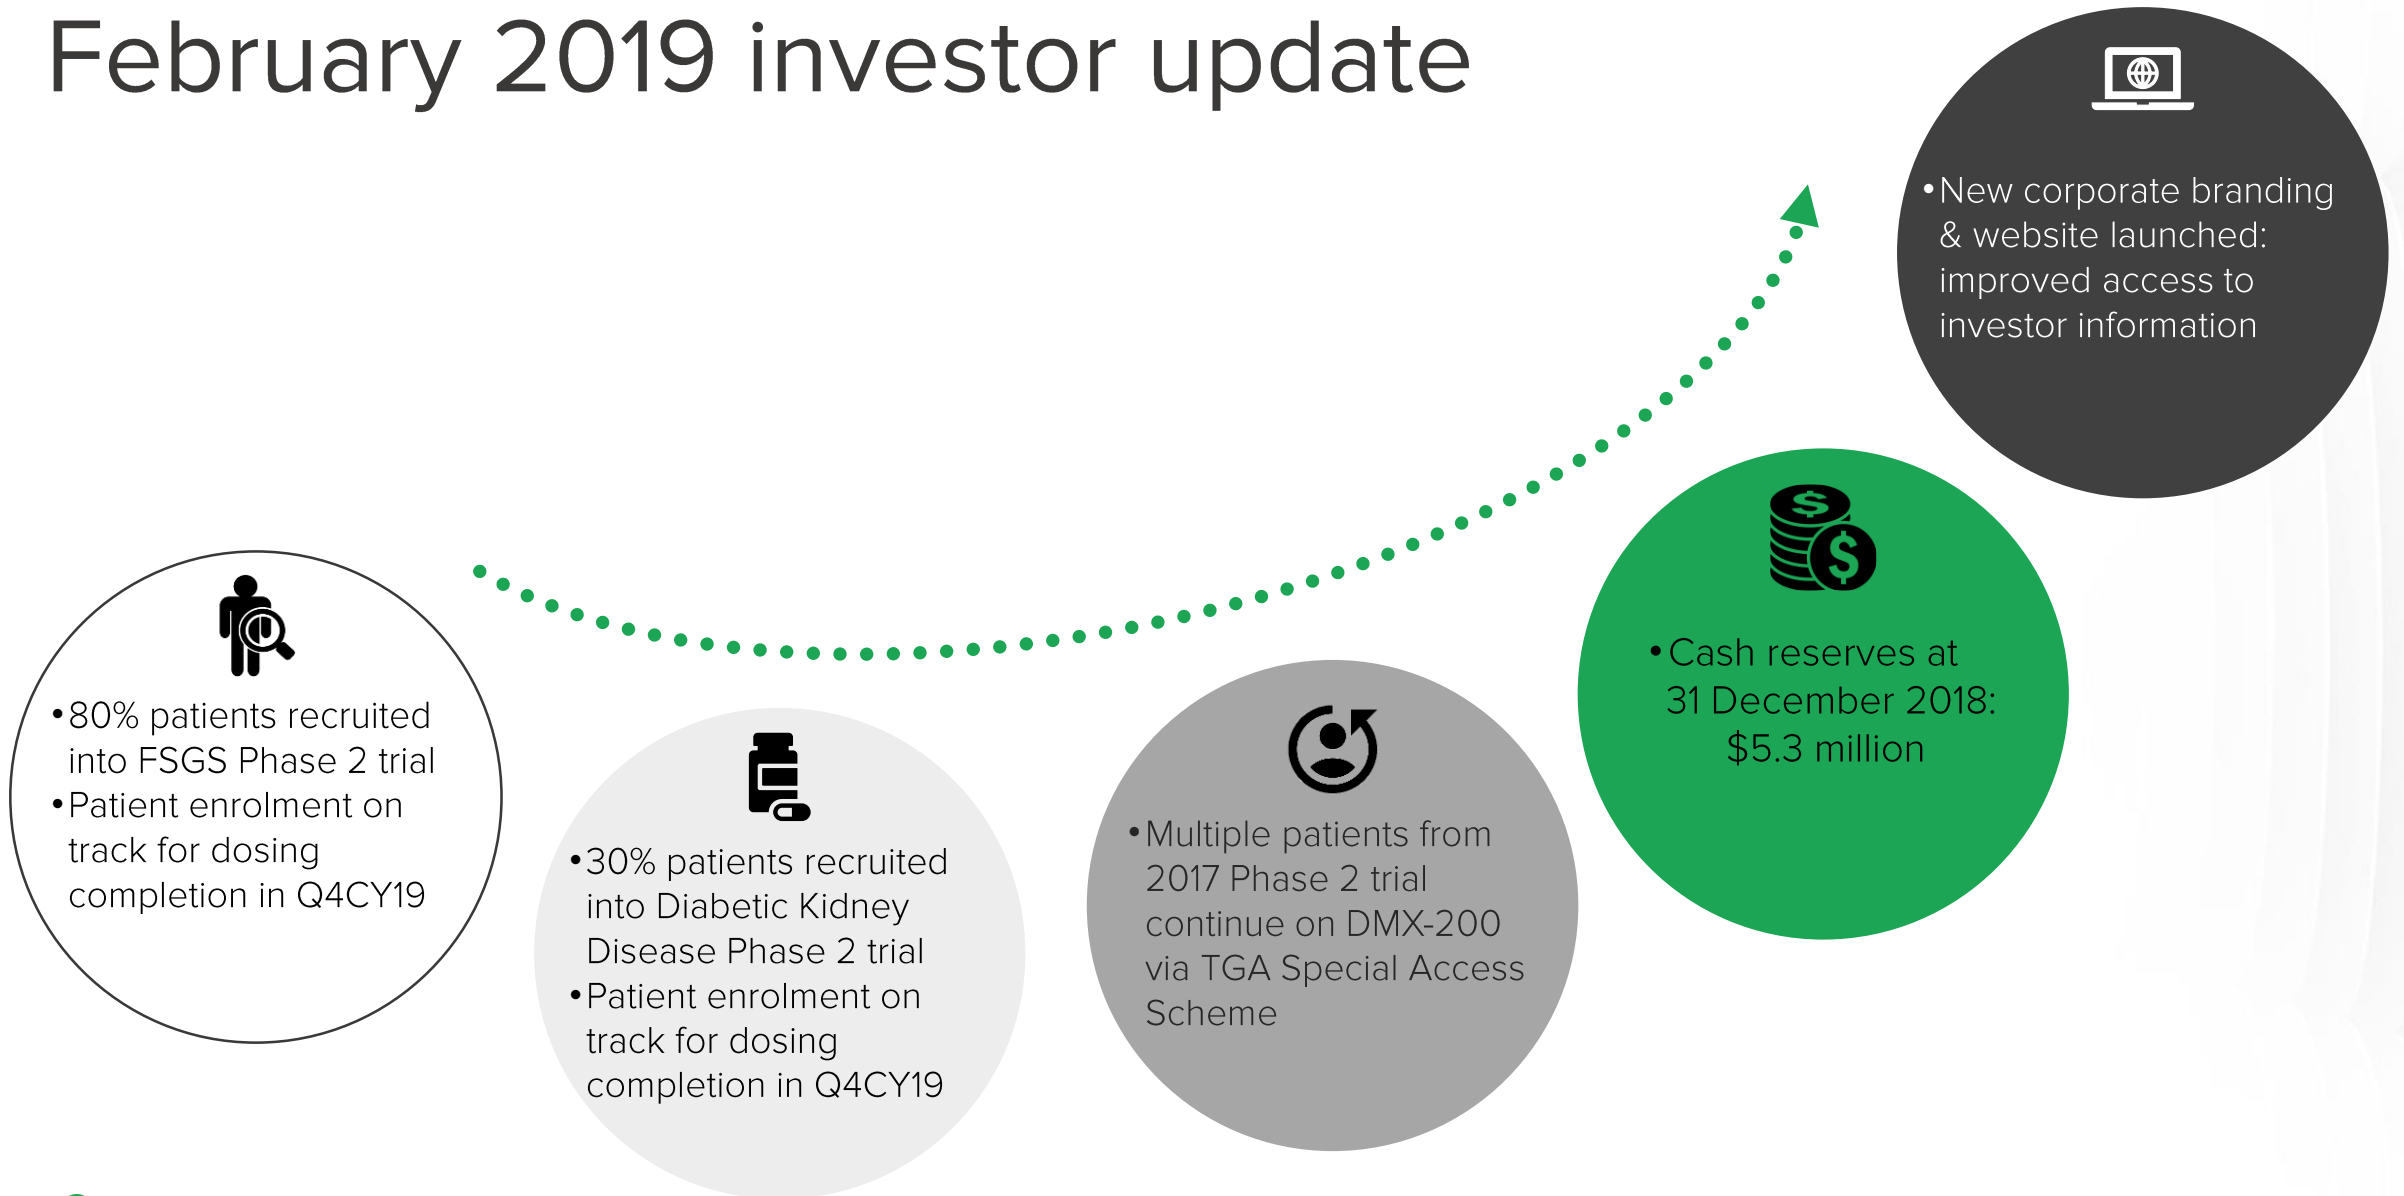 February 2019 investor update
•New corporate branding
& website launched:
improved access to
investor information
•80% patients recruited
into FSGS Phase 2 trial
•Patient enrolment on
track for dosing
completion in Q4CY19
•30% patients recruited
into Diabetic Kidney
Disease Phase 2 trial
•Patient enrolment on
track for dosing
completion in Q4CY19
•Multiple patients from
2017 Phase 2 trial
continue on DMX-200
via TGA Special Access
Scheme
•Cash reserves at
31 December 2018:
$5.3 million